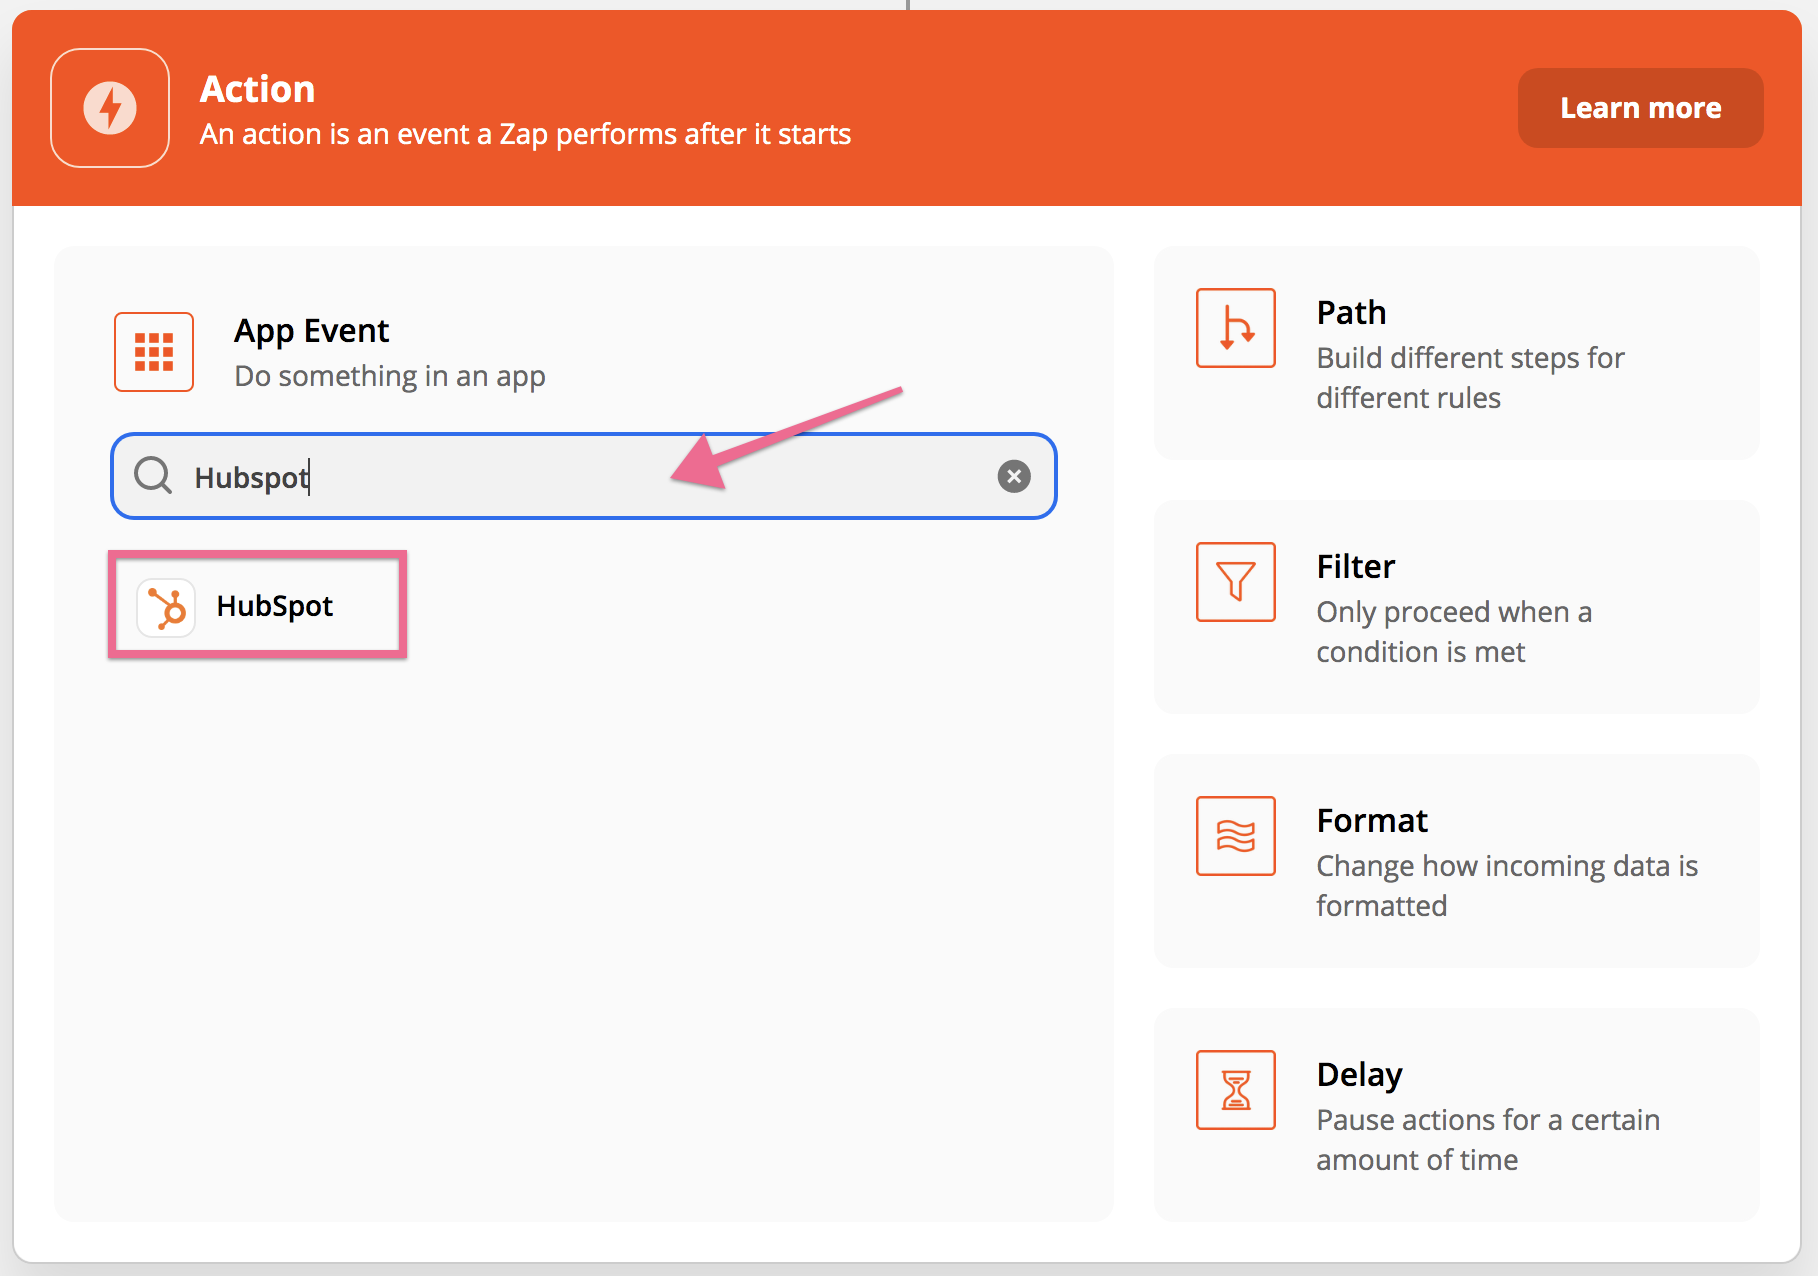 Action
An action is an event a Zap performs after it starts
Learn more
App Event
Do something in an app
Hubspot
HubSpot
Path
Build different steps for
different rules
Filter
Only proceed when a
condition is met
Format
Change how incoming data is
formatted
Delay
Pause actions for a certain
amount of time